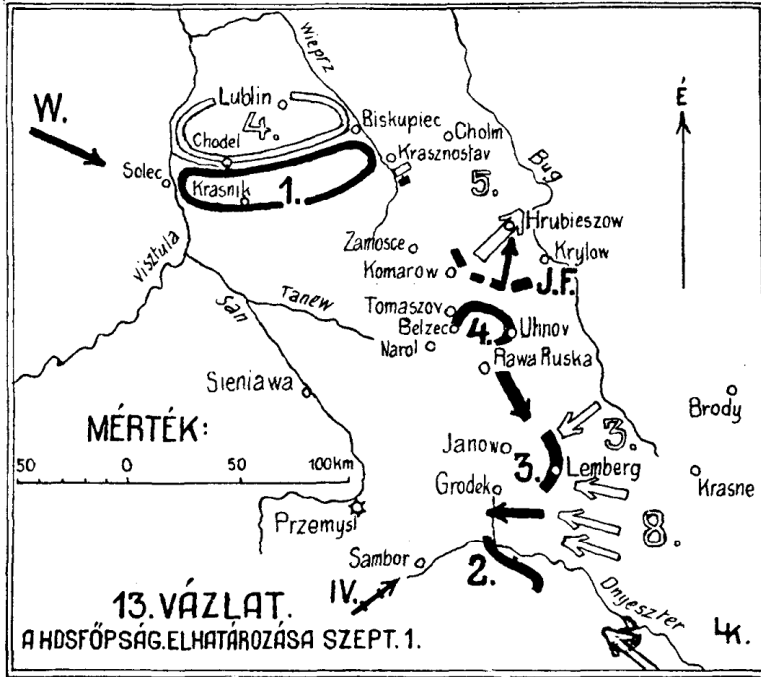 Wieprz
Lublin
4.
W.
Biskupiec
Cholm
É
Chodel
Krasznostav
Solec
Krasnik
1.
5.
Bug
Hrubieszow
Zamosce
Visztula
Komarow
Krylow
J.F.
San
Tanew
Tomaszov
Belzec
4.
Uhnov
Narol
Rawa Ruska
Sieniawa
Brody
MÉRTÉK:
3.
Janow
50 0 50 100km
3.
Lemberg
Grodek
Krasne
Przemysl
8.
Sambor
2.
IV.
Dnyeszter
13. VÁZLAT.
A HDSFŐPSÁG. ELHATÁROZÁSA SZEPT. 1.
LK.